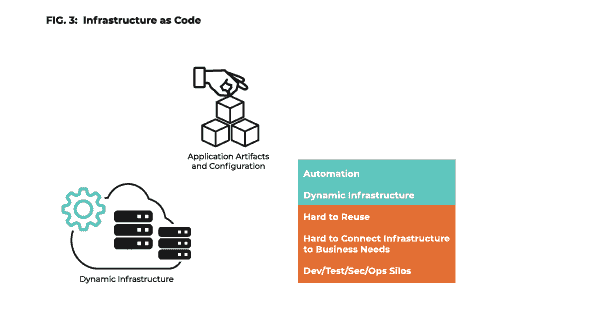 FIG. 3: Infrastructure as Code
Application Artifacts
and Configuration
Automation
Dynamic Infrastructure
Hard to Reuse
Hard to Connect Infrastructure
to Business Needs
Dev/Test/Sec/Ops Silos
Dynamic Infrastructure